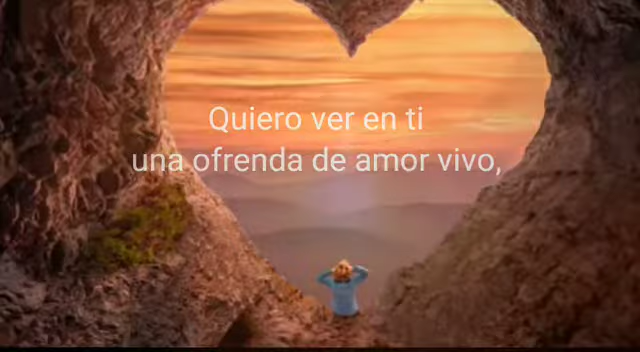 Quiero ver en ti
una ofrenda de amor vivo,